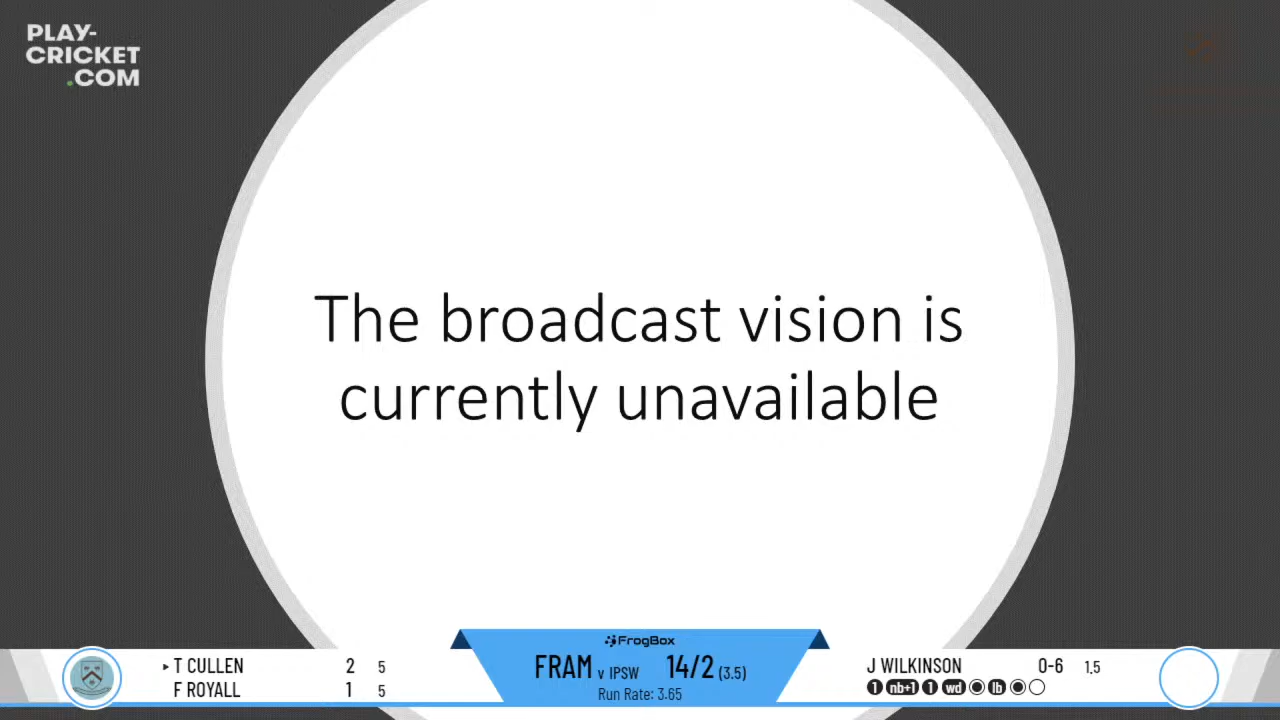 PLAY-
CRICKET
.COM
The broadcast vision is
currently unavailable
FrogBox
T CULLEN 2 5
F ROYALL 1 5
FRAM v IPSW 14/2 (3.5)
Run Rate: 3.65
J WILKINSON 0-6 1.5
1 nb+1 1 wd lb